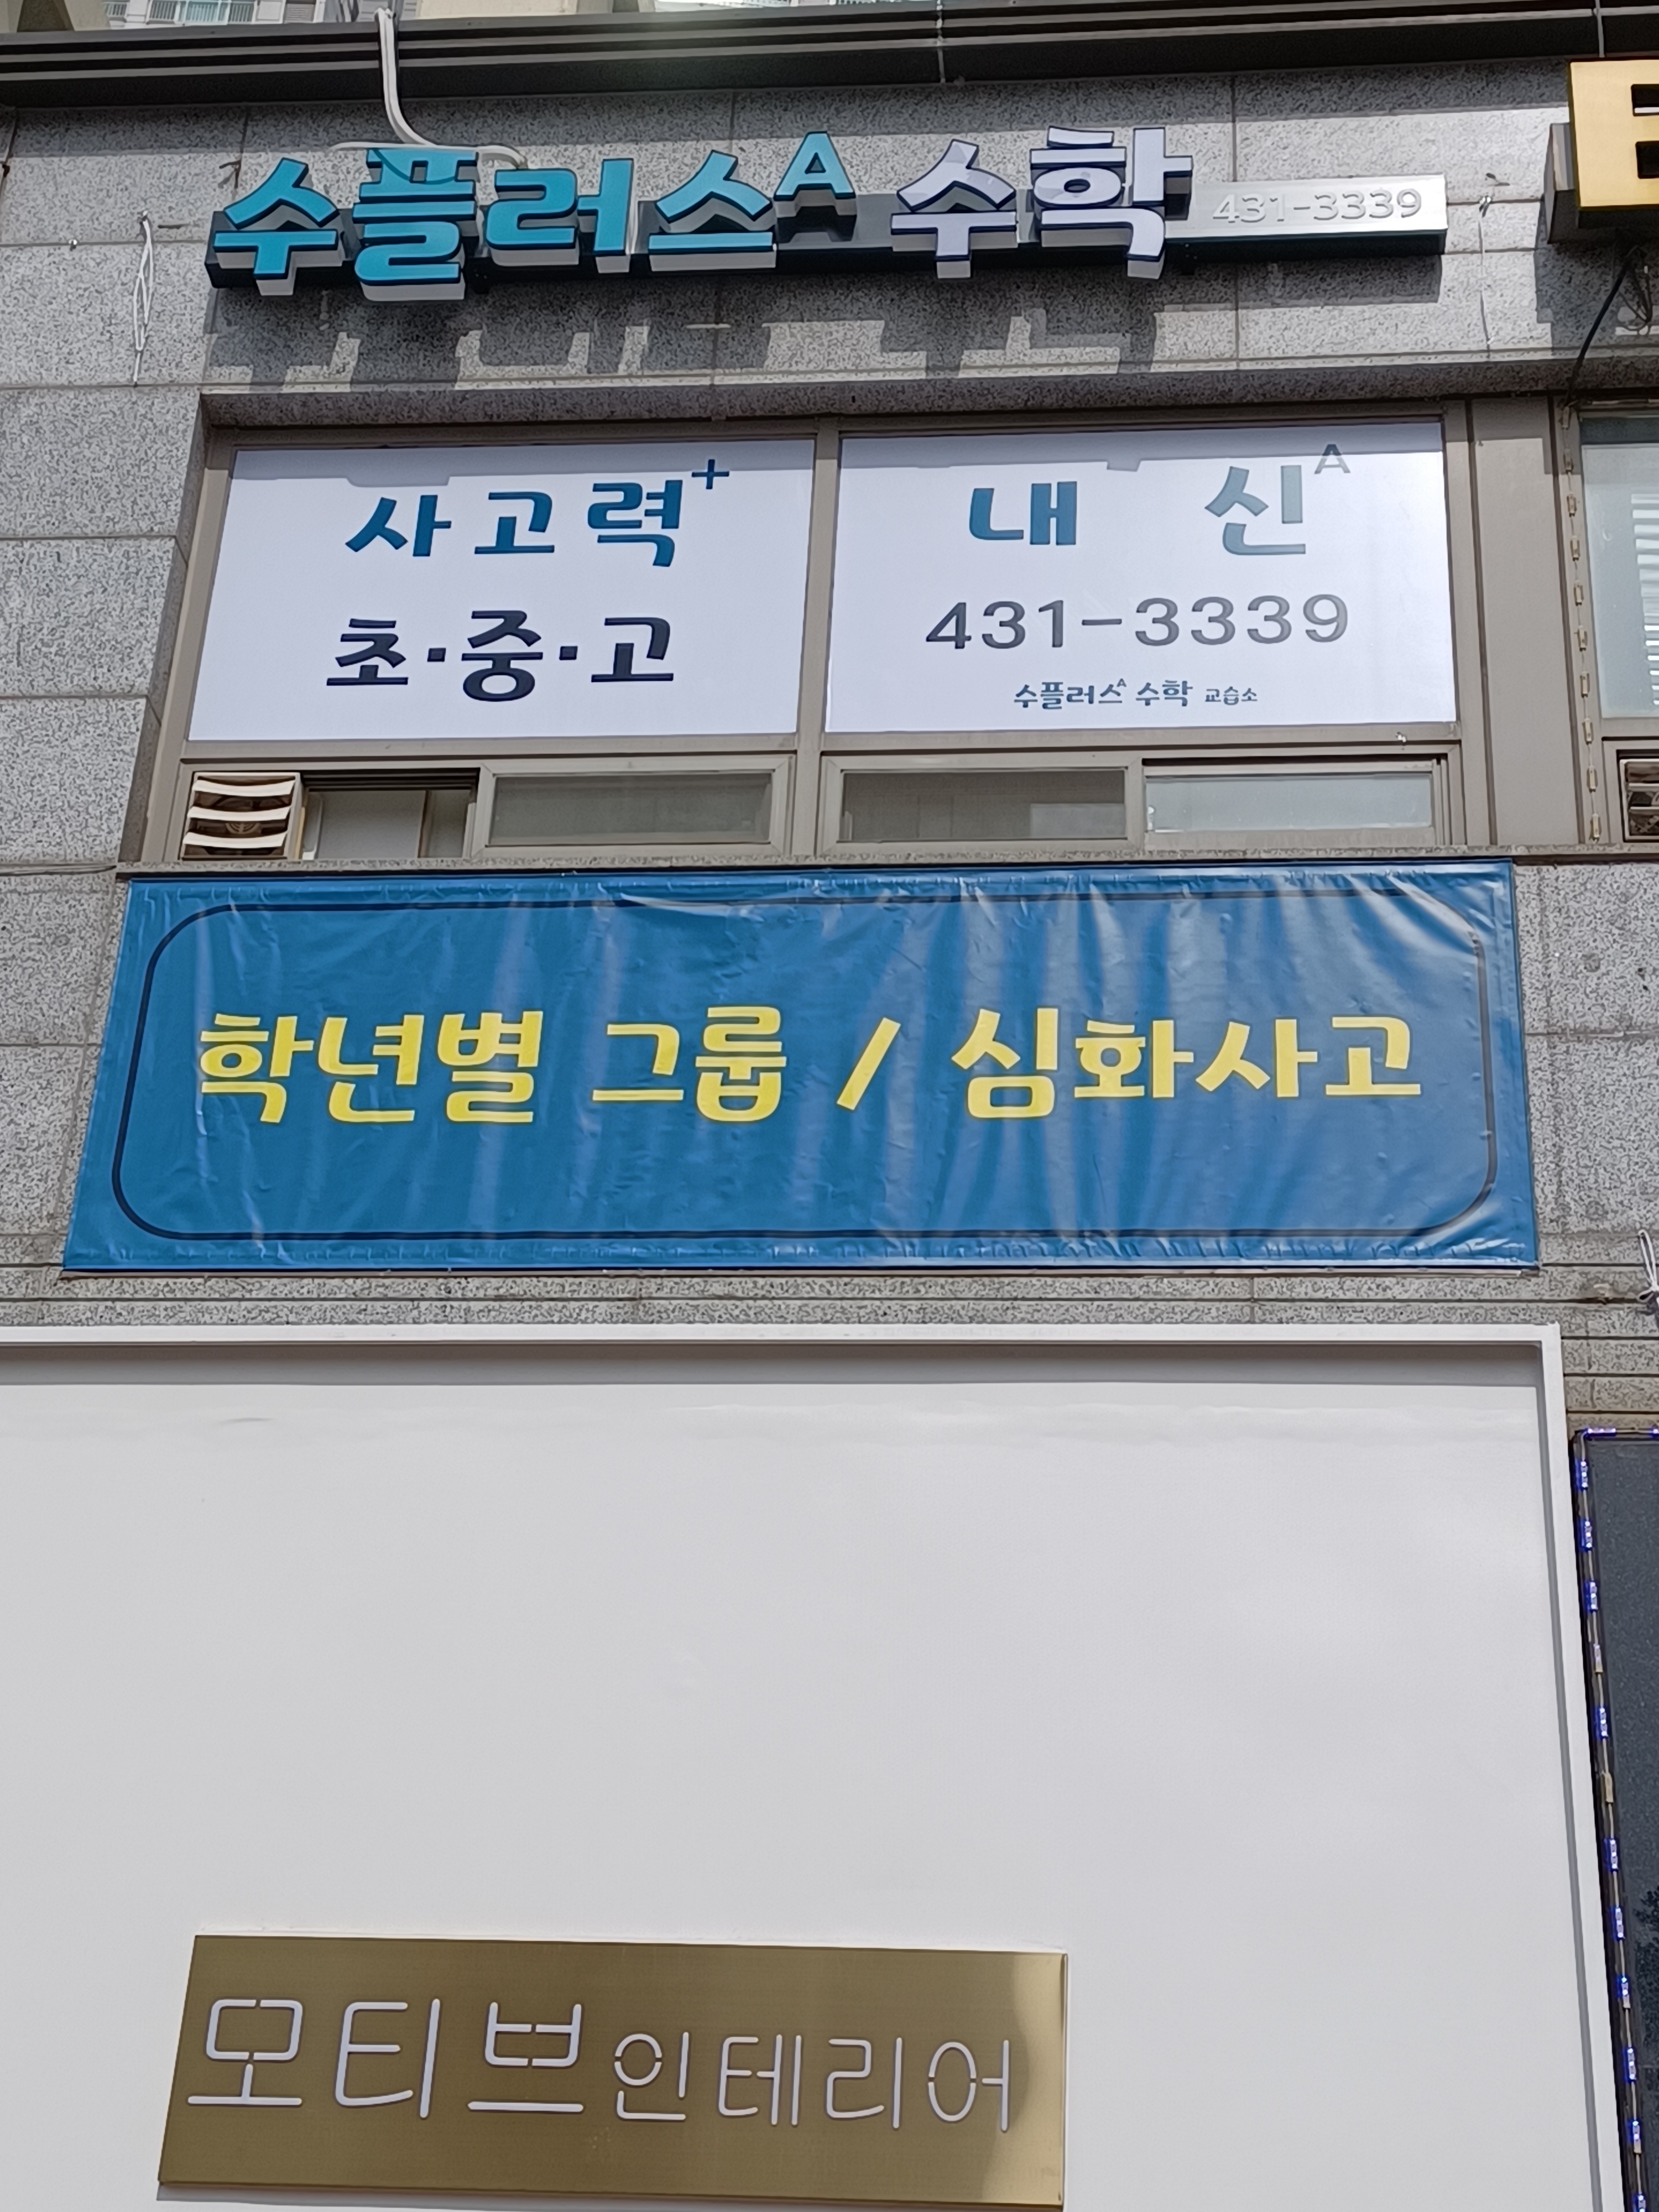 수플러스A 수학 431-3339
사고력+
초·중·고
내 신A
431-3339
수플러스A 수학 교습소
학년별 그룹 / 심화사고
모티브인테리어